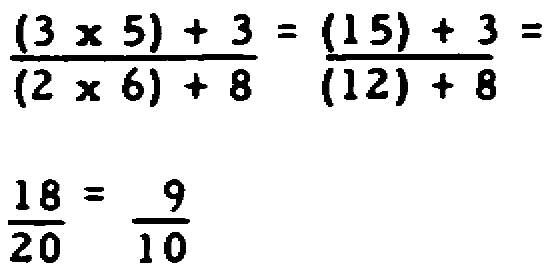 (3 x 5) + 3 = (15) + 3 =
(2 x 6) + 8   (12) + 8
18 = 9
20   10